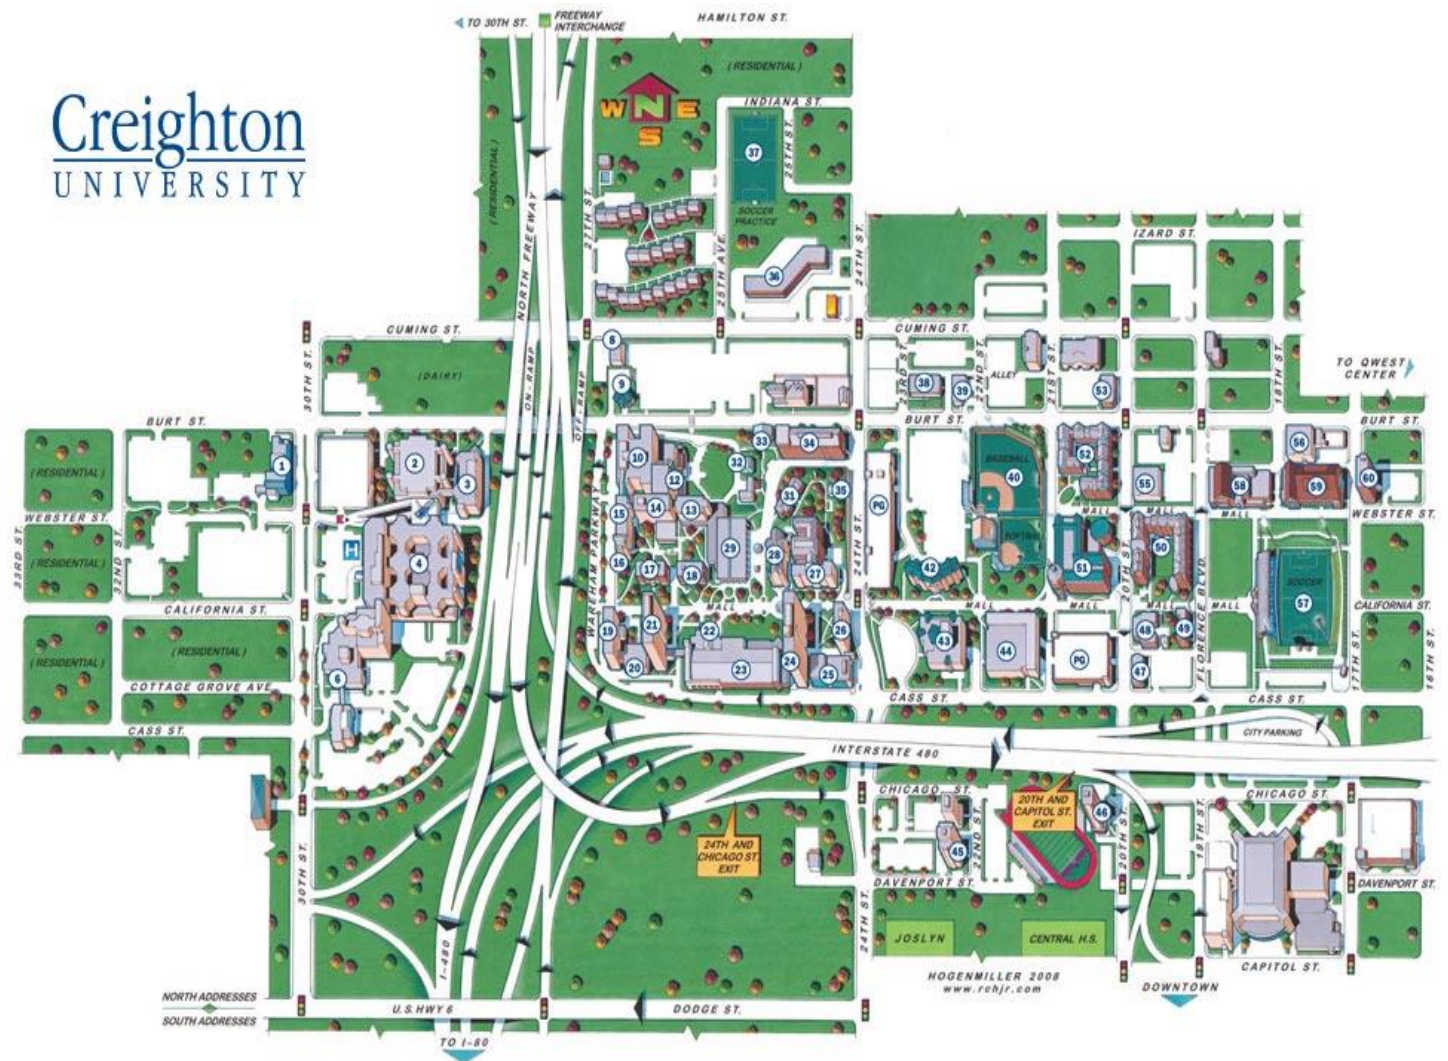 TO 30TH ST.
FREEWAY
INTERCHANGE
HAMILTON ST.
(RESIDENTIAL)
Creighton
UNIVERSITY
W N E
S
INDIANA ST.
25TH ST.
37
SOCCER
PRACTICE
(RESIDENTIAL)
NORTH FREEWAY
27TH ST.
25TH AVE.
24TH ST.
36
IZARD ST.
CUMING ST.
CUMING ST.
30TH ST.
(DAIRY)
ON-RAMP
OFF-RAMP
8
9
23RD ST.
22ND ST.
ALLEY
21ST ST.
18TH ST.
38
39
53
TO QWEST
CENTER
BURT ST.
BURT ST.
BURT ST.
(RESIDENTIAL)
1
2
3
10
12
33
34
32
31
35
BASEBALL
40
52
55
56
58
59
60
WEBSTER ST.
MALL
MALL
MALL
WEBSTER ST.
33RD ST.
32ND ST.
(RESIDENTIAL)
H
4
WAREHAM PARKWAY
14
13
15
16
17
18
29
28
27
24TH ST.
PG
42
SOFTBALL
51
20TH ST.
50
SOCCER
57
CALIFORNIA ST.
MALL
MALL
MALL
MALL
MALL
CALIFORNIA ST.
(RESIDENTIAL)
(RESIDENTIAL)
6
19
20
21
22
23
24
25
26
43
44
PG
48
49
47
FLORENCE BLVD.
17TH ST.
16TH ST.
COTTAGE GROVE AVE.
CASS ST.
CASS ST.
CASS ST.
INTERSTATE 480
CITY PARKING
CHICAGO ST.
CHICAGO ST.
20TH AND
CAPITOL ST.
EXIT
46
24TH AND
CHICAGO ST.
EXIT
45
22ND ST.
20TH ST.
19TH ST.
30TH ST.
DAVENPORT ST.
DAVENPORT ST.
24TH ST.
JOSLYN
CENTRAL H.S.
I-480
HOGENMILLER 2008
www.rchjr.com
CAPITOL ST.
DOWNTOWN
NORTH ADDRESSES
SOUTH ADDRESSES
U.S. HWY 6
DODGE ST.
TO I-80